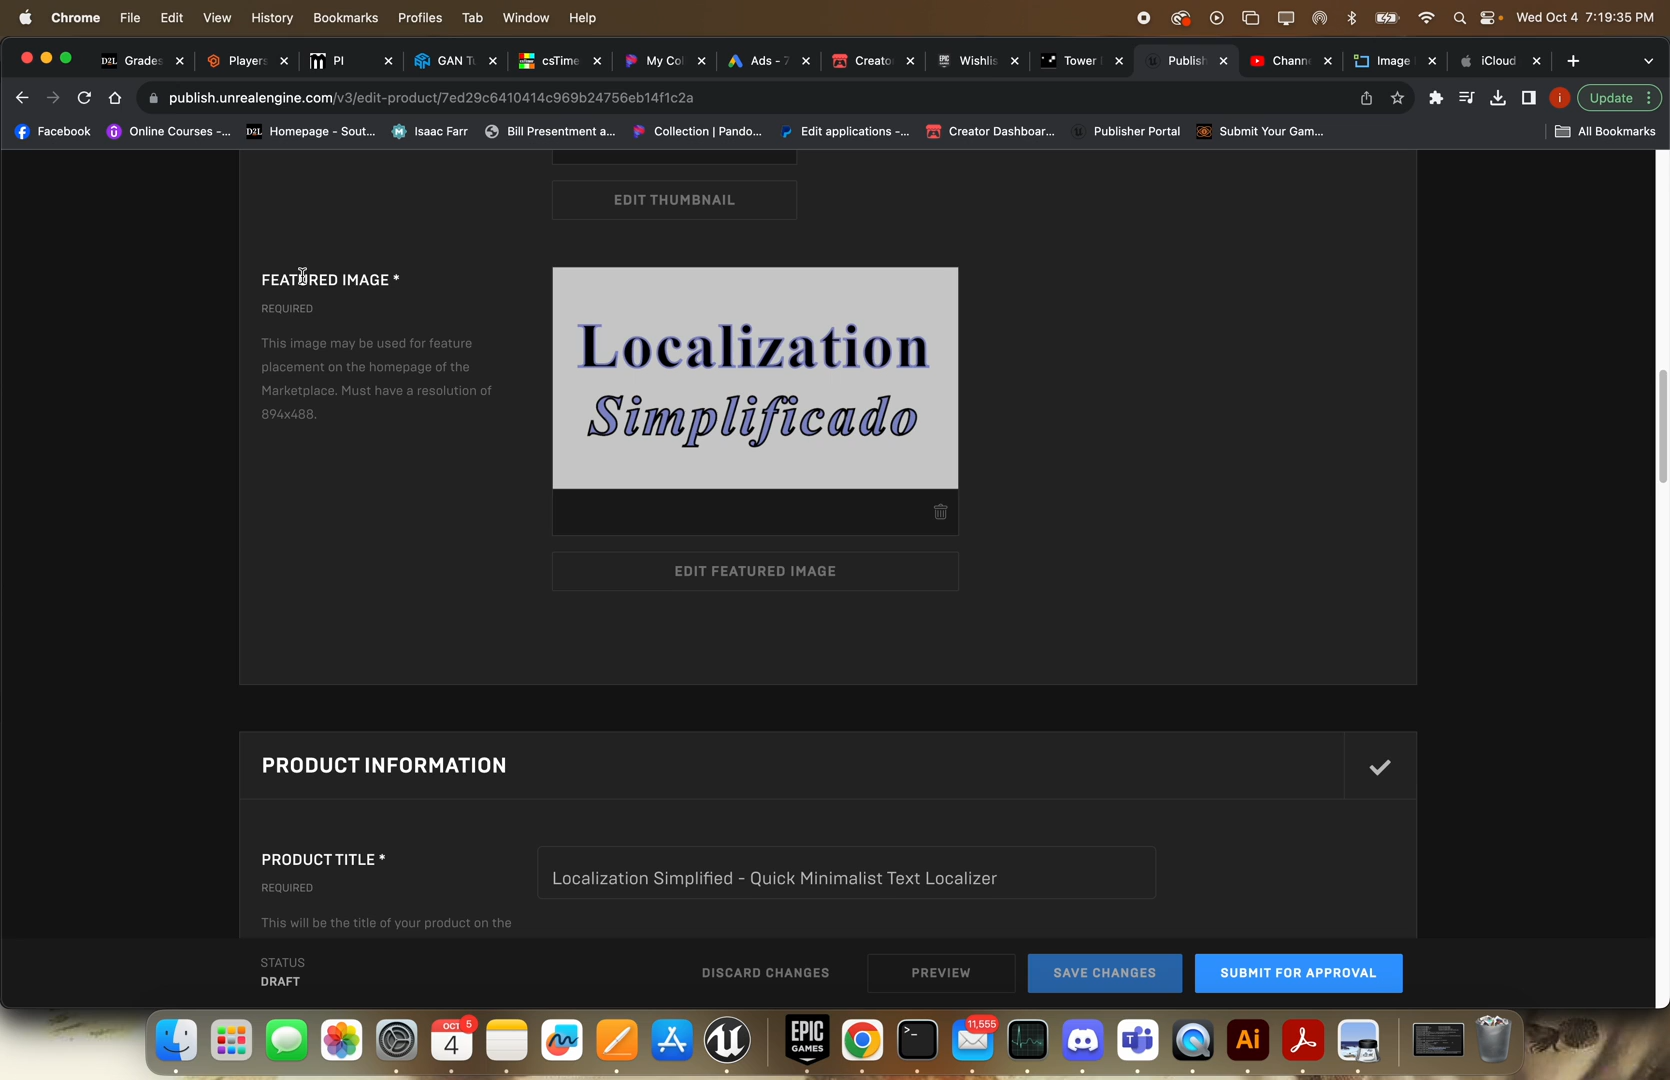 Chrome File Edit View History Bookmarks Profiles Tab Window Help Wed Oct 4 7:19:35 PM
D2L Grades Players PI GAN csTime My Co Ads - 7 Creato Wishlis Tower Publish Chann Image iCloud
publish.unrealengine.com/v3/edit-product/7ed29c6410414c969b24756eb14f1c2a i Update
Facebook Online Courses -... D2L Homepage - Sout... Isaac Farr Bill Presentment a... Collection | Pando... Edit applications -... Creator Dashboar... Publisher Portal Submit Your Gam... All Bookmarks
EDIT THUMBNAIL
FEATURED IMAGE *
REQUIRED
This image may be used for feature
placement on the homepage of the
Marketplace. Must have a resolution of
894x488.
Localization
Simplificado
EDIT FEATURED IMAGE
PRODUCT INFORMATION
PRODUCT TITLE *
REQUIRED
Localization Simplified - Quick Minimalist Text Localizer
This will be the title of your product on the
STATUS
DRAFT
DISCARD CHANGES PREVIEW SAVE CHANGES SUBMIT FOR APPROVAL
OCT 5
4
EPIC
GAMES
11,555
Ai